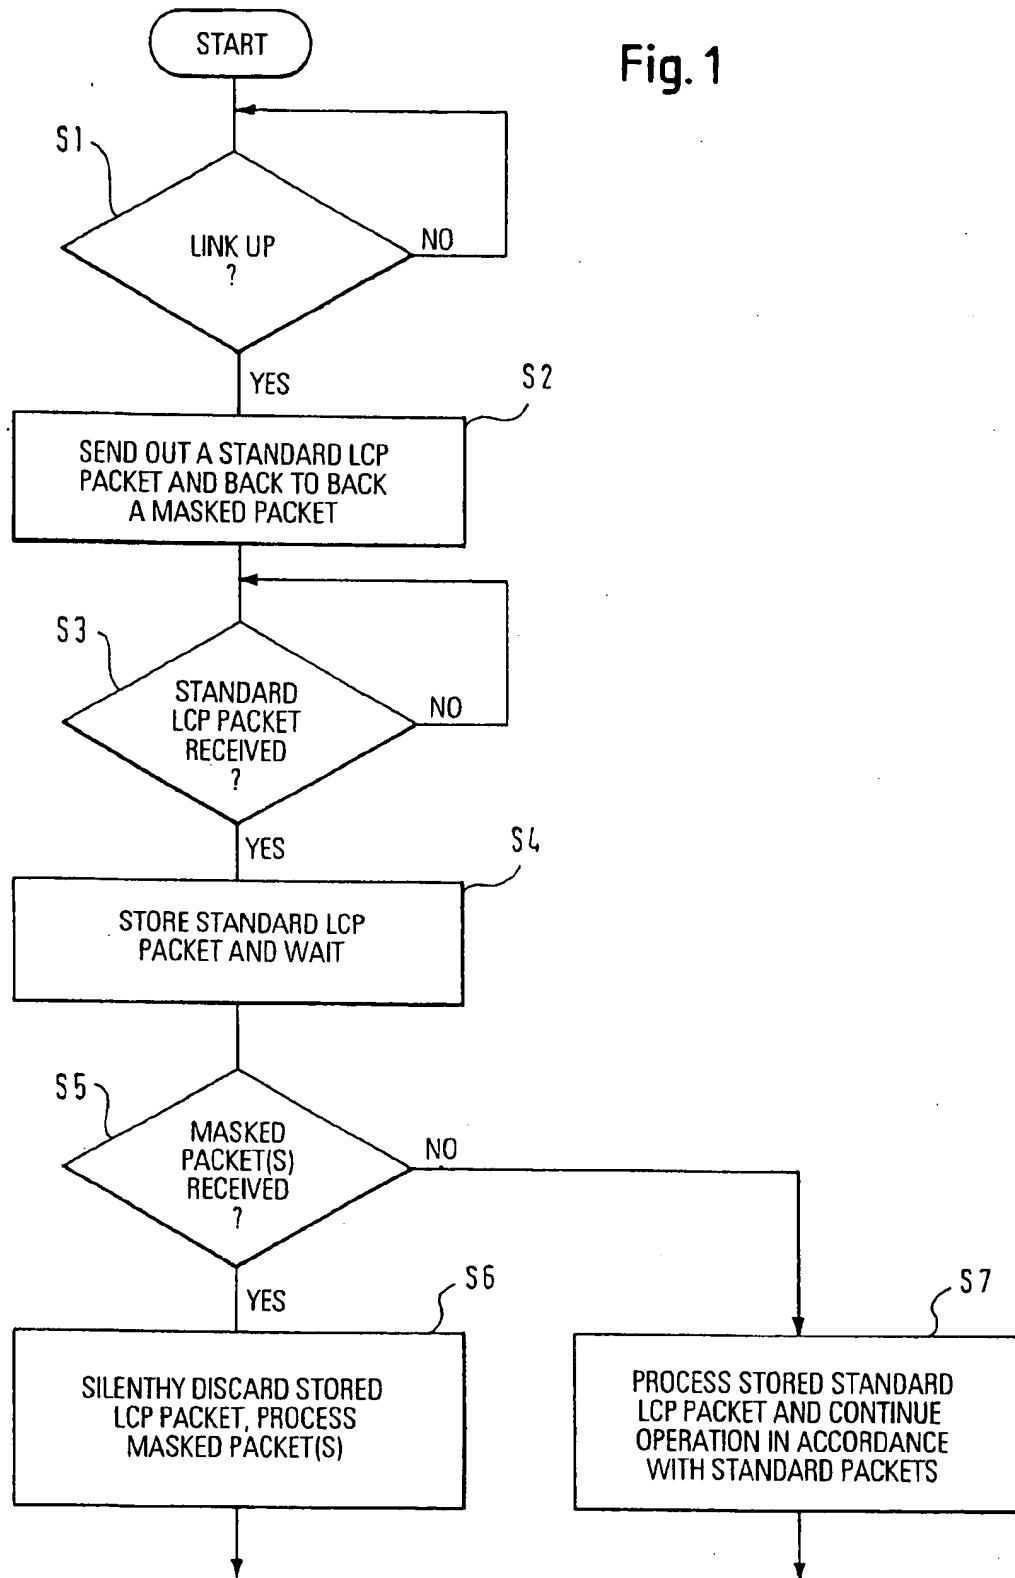 START
Fig. 1
S1
LINK UP
?
NO
YES
S2
SEND OUT A STANDARD LCP
PACKET AND BACK TO BACK
A MASKED PACKET
S3
STANDARD
LCP PACKET
RECEIVED
?
NO
YES
S4
STORE STANDARD LCP
PACKET AND WAIT
S5
MASKED
PACKET(S)
RECEIVED
?
NO
YES
S6
SILENTHY DISCARD STORED
LCP PACKET, PROCESS
MASKED PACKET(S)
S7
PROCESS STORED STANDARD
LCP PACKET AND CONTINUE
OPERATION IN ACCORDANCE
WITH STANDARD PACKETS